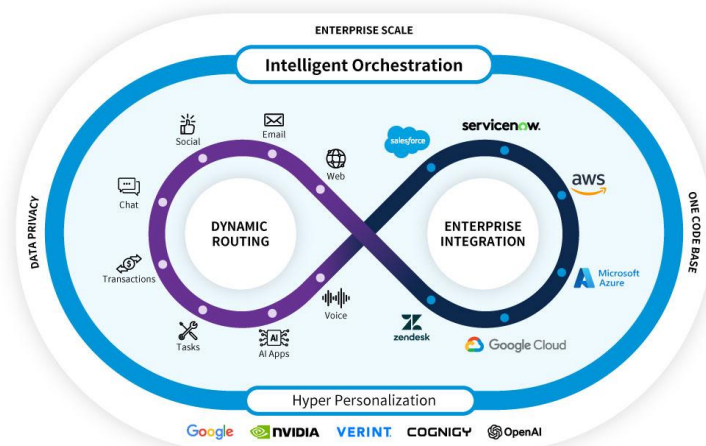 ENTERPRISE SCALE
Intelligent Orchestration
DATA PRIVACY
ONE CODE BASE
Social
Email
Web
Chat
Transactions
Tasks
AI
AI Apps
Voice
DYNAMIC
ROUTING
salesforce
servicenow.
aws
ENTERPRISE
INTEGRATION
Microsoft
Azure
zendesk
Google Cloud
Hyper Personalization
Google NVIDIA VERINT. COGNIGY OpenAI